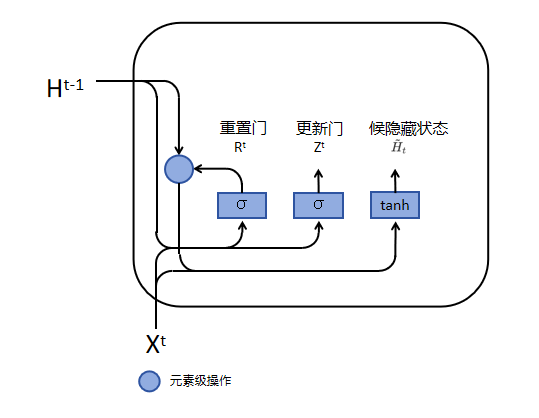 H^t-1
重置门 更新门 候隐藏状态
R^t Z^t H̃_t
σ σ tanh
X^t
元素级操作